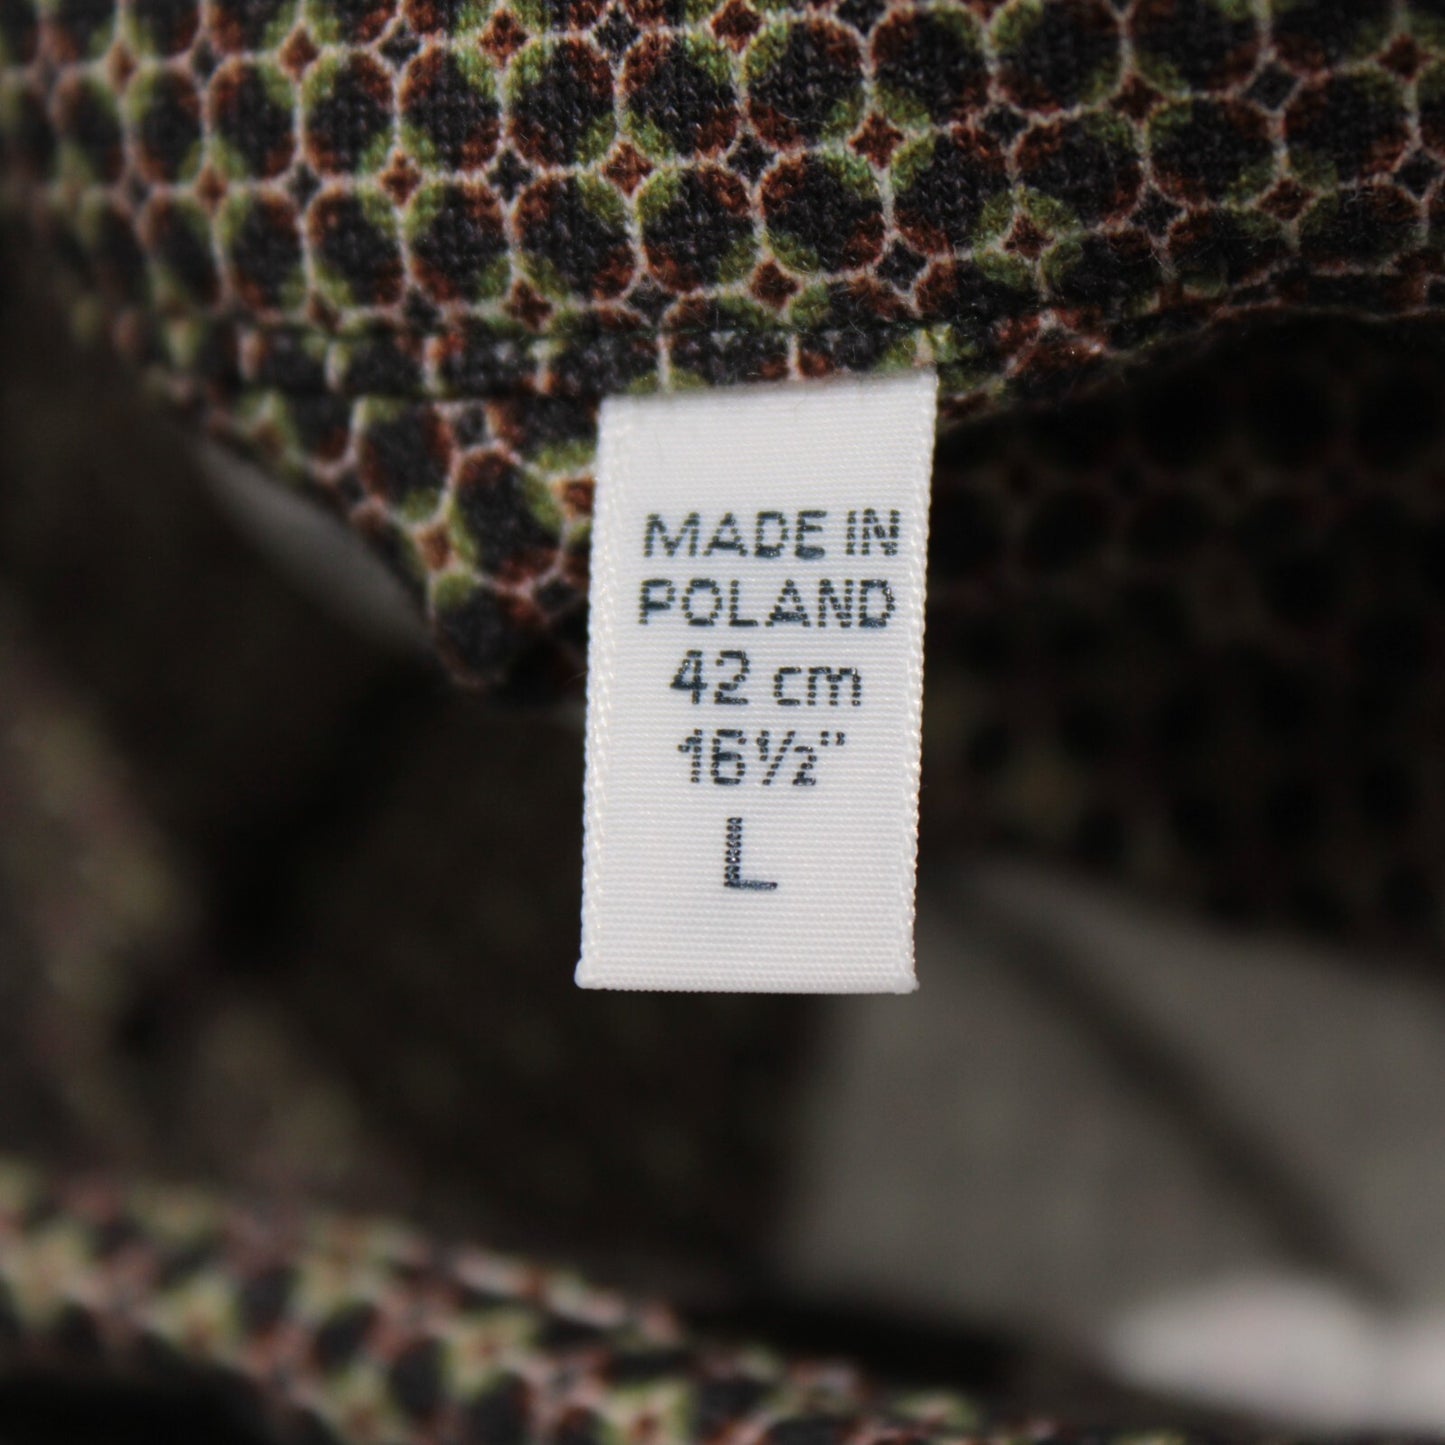 MADE IN
POLAND
42 cm
16½"
L